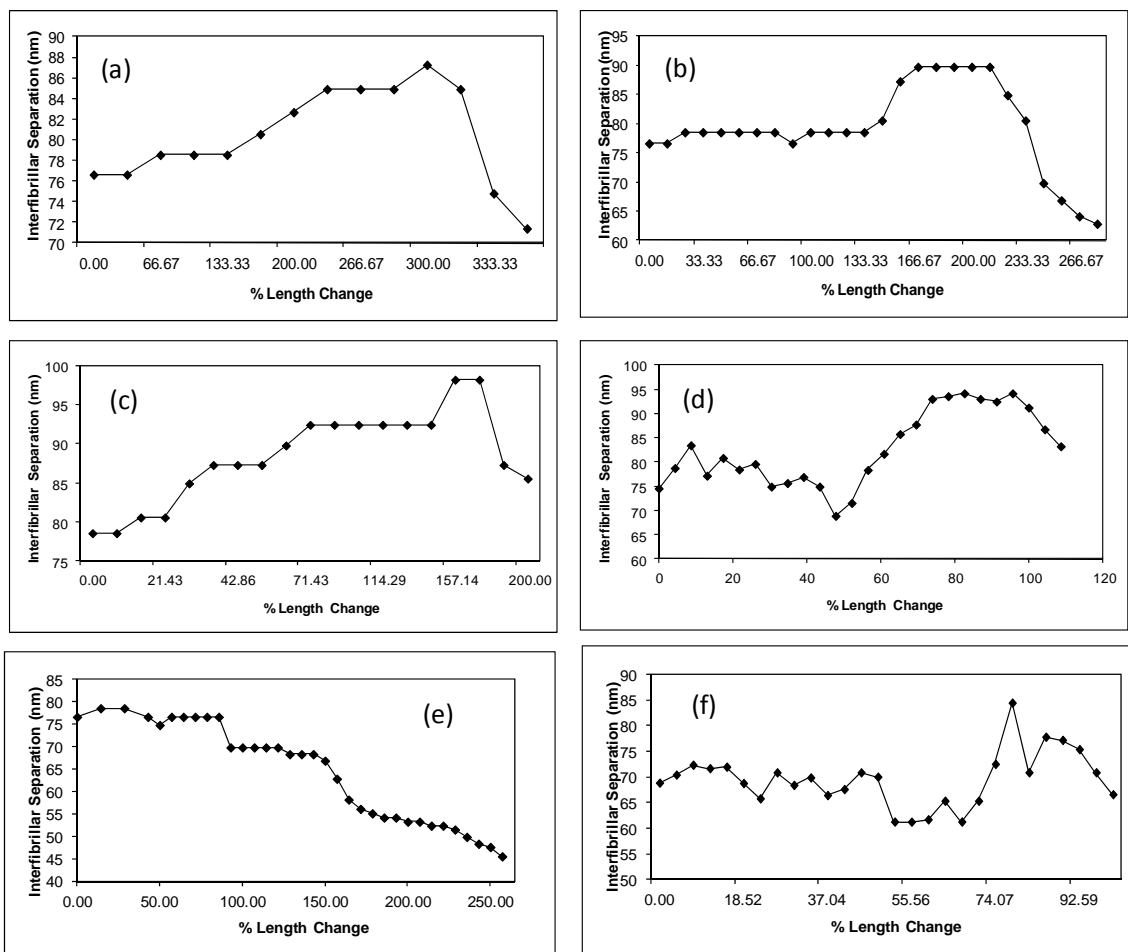 (a)
Interfibrillar Separation (nm)
90
88
86
84
82
80
78
76
74
72
70
0.00 66.67 133.33 200.00 266.67 300.00 333.33
% Length Change
(b)
Interfibrillar Separation (nm)
95
90
85
80
75
70
65
60
0.00 33.33 66.67 100.00 133.33 166.67 200.00 233.33 266.67
% Length Change
(c)
Interfibrillar Separation (nm)
100
95
90
85
80
75
0.00 21.43 42.86 71.43 114.29 157.14 200.00
% Length Change
(d)
Interfibrillar Separation (nm)
100
95
90
85
80
75
70
65
60
0 20 40 60 80 100 120
% Length Change
(e)
Interfibrillar Separation (nm)
85
80
75
70
65
60
55
50
45
40
0.00 50.00 100.00 150.00 200.00 250.00
% Length Change
(f)
Interfibrillar Separation (nm)
90
85
80
75
70
65
60
55
50
0.00 18.52 37.04 55.56 74.07 92.59
% Length Change